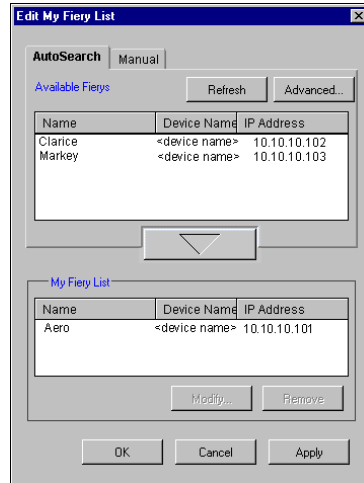 Edit My Fiery List
AutoSearch Manual
Available Fierys Refresh Advanced...
Name Device Name IP Address
Clarice <device name> 10.10.10.102
Markey <device name> 10.10.10.103
My Fiery List
Name Device Name IP Address
Aero <device name> 10.10.10.101
Modify... Remove
OK Cancel Apply